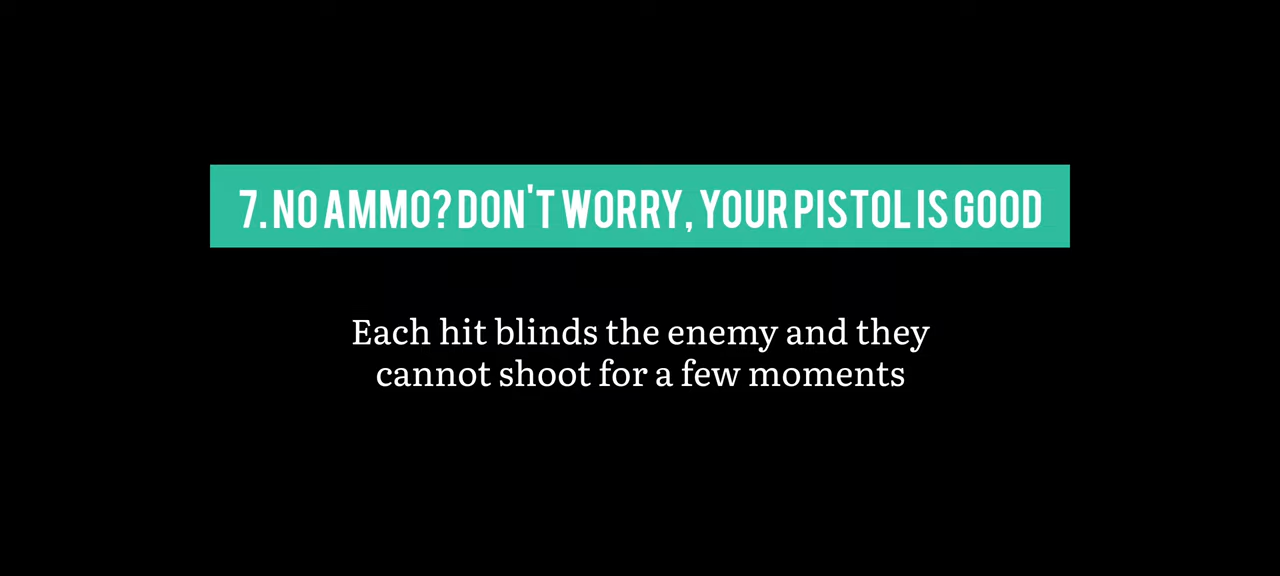 7. NO AMMO? DON'T WORRY, YOUR PISTOL IS GOOD
Each hit blinds the enemy and they
cannot shoot for a few moments